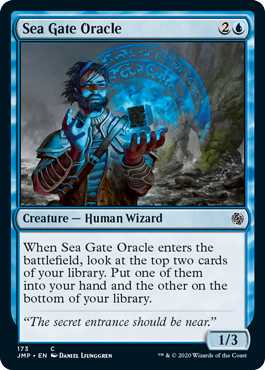 Sea Gate Oracle 2
Creature — Human Wizard
When Sea Gate Oracle enters the
battlefield, look at the top two cards
of your library. Put one of them
into your hand and the other on the
bottom of your library.
“The secret entrance should be near.”
1/3
173 C
JMP • EN DANIEL LJUNGGREN
™ & © 2020 Wizards of the Coast